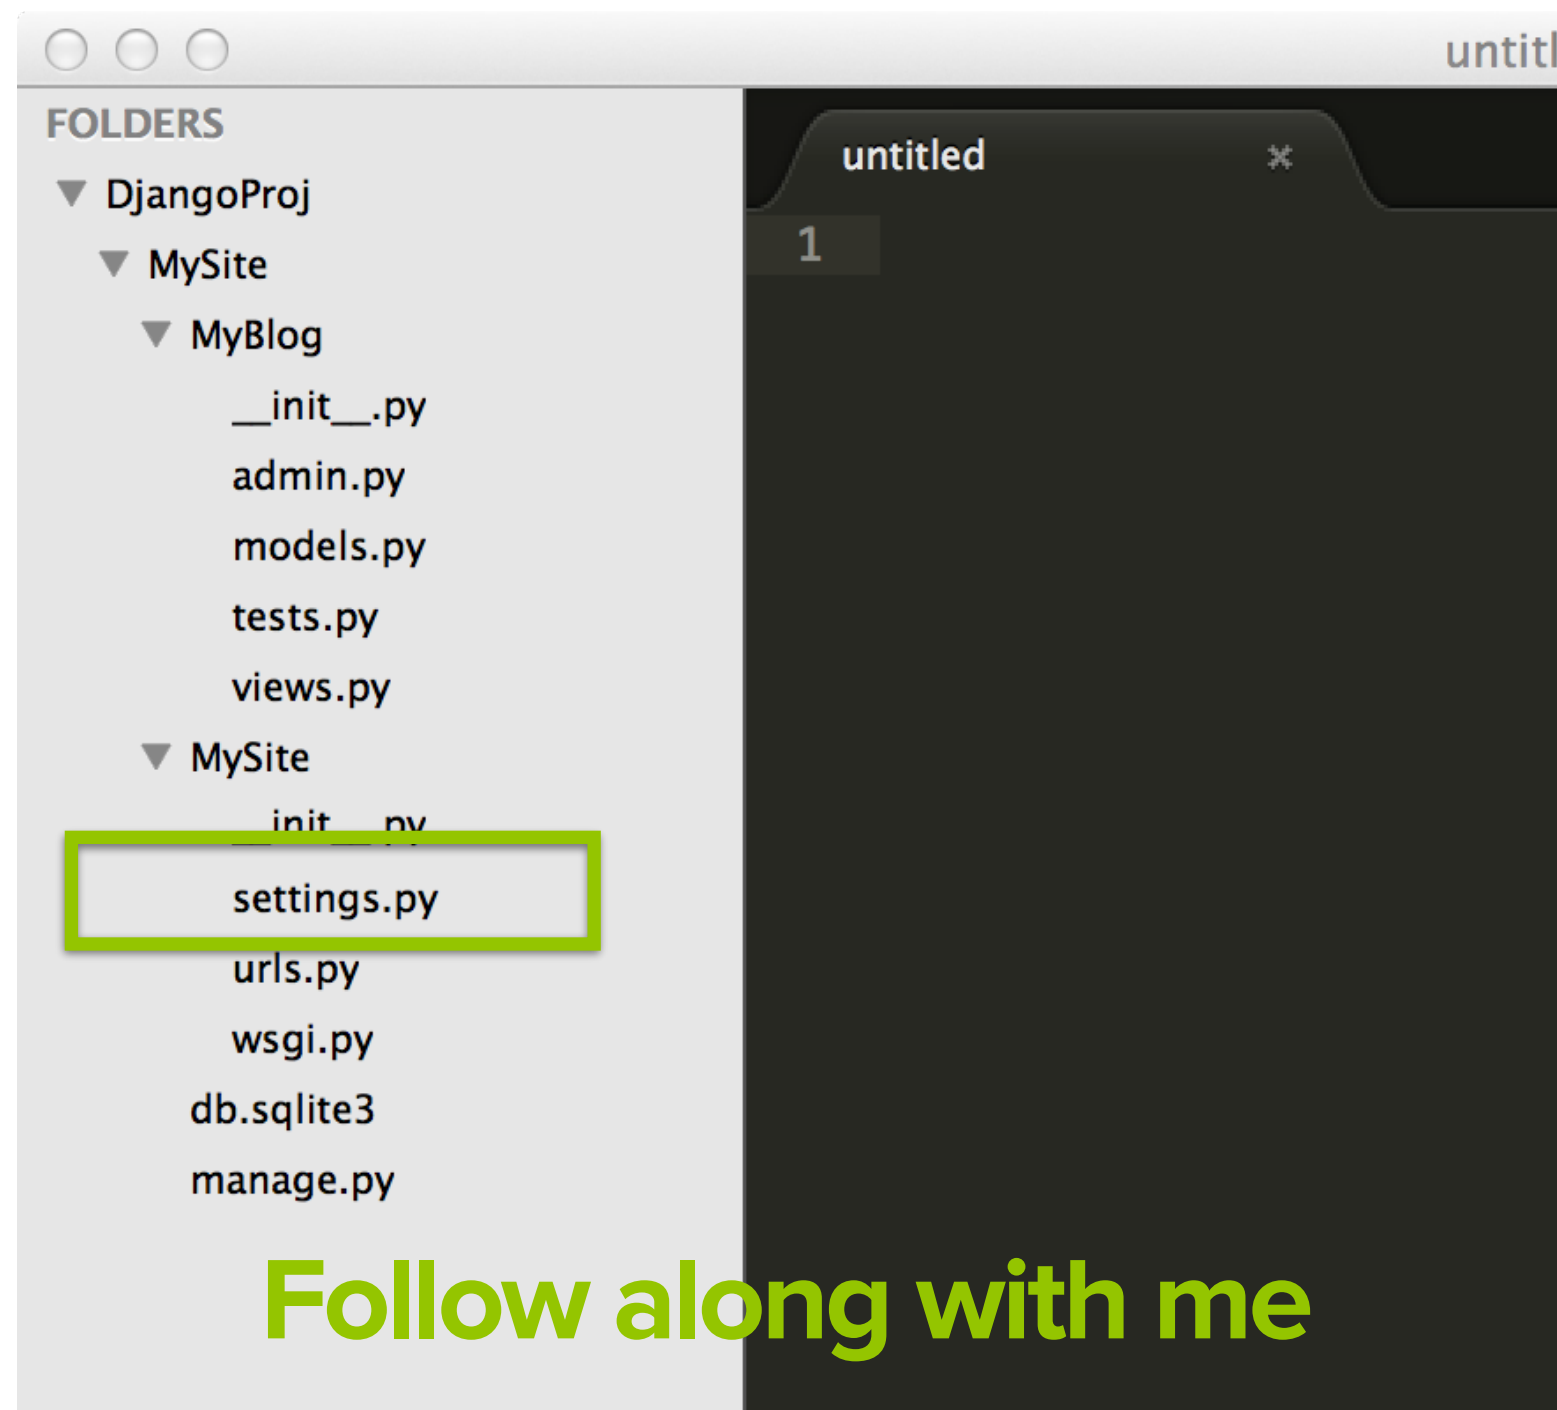 untitl
FOLDERS
DjangoProj
MySite
MyBlog
__init__.py
admin.py
models.py
tests.py
views.py
MySite
__init__.py
settings.py
urls.py
wsgi.py
db.sqlite3
manage.py
untitled
1
Follow along with me